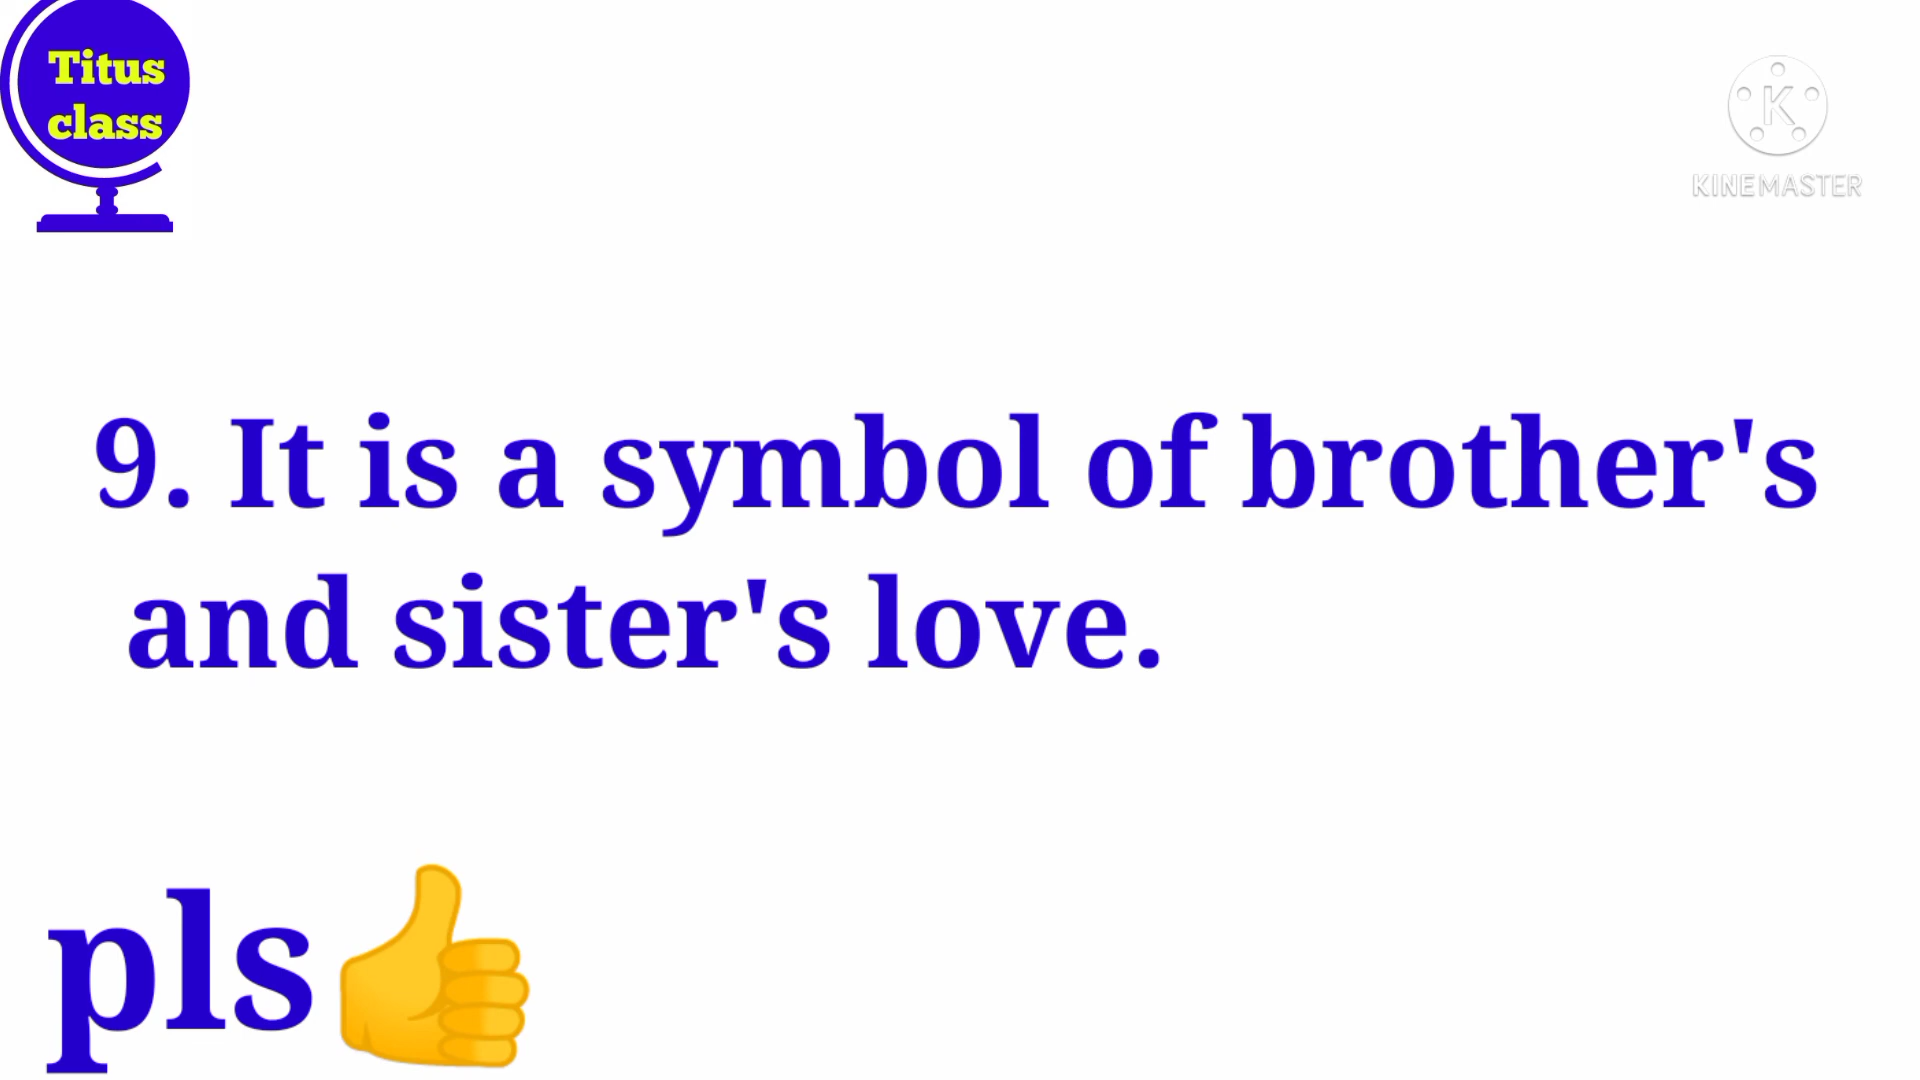 Titus
class
KINEMASTER
9. It is a symbol of brother's
and sister's love.
pls👍